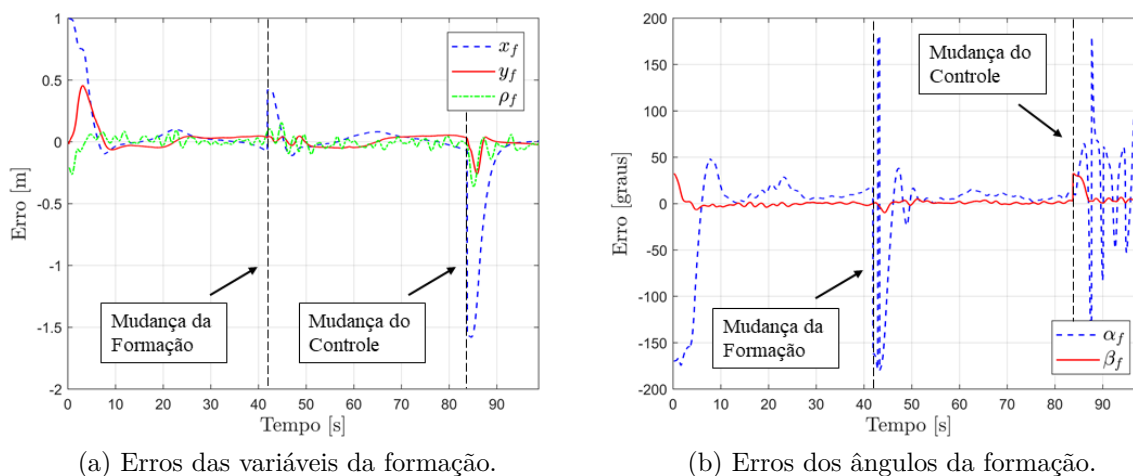 1
0.5
0
-0.5
-1
-1.5
-2
Erro [m]
0 10 20 30 40 50 60 70 80 90
Tempo [s]
x_f
y_f
ρ_f
Mudança da
Formação
Mudança do
Controle
(a) Erros das variáveis da formação.
200
150
100
50
0
-50
-100
-150
-200
Erro [graus]
0 10 20 30 40 50 60 70 80 90
Tempo [s]
Mudança do
Controle
Mudança da
Formação
α_f
β_f
(b) Erros dos ângulos da formação.